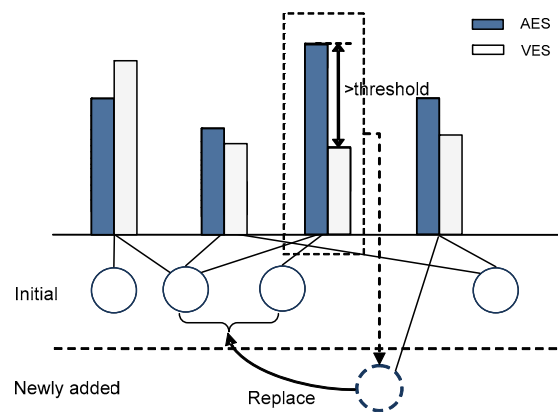 AES
VES
>threshold
Initial
Newly added
Replace